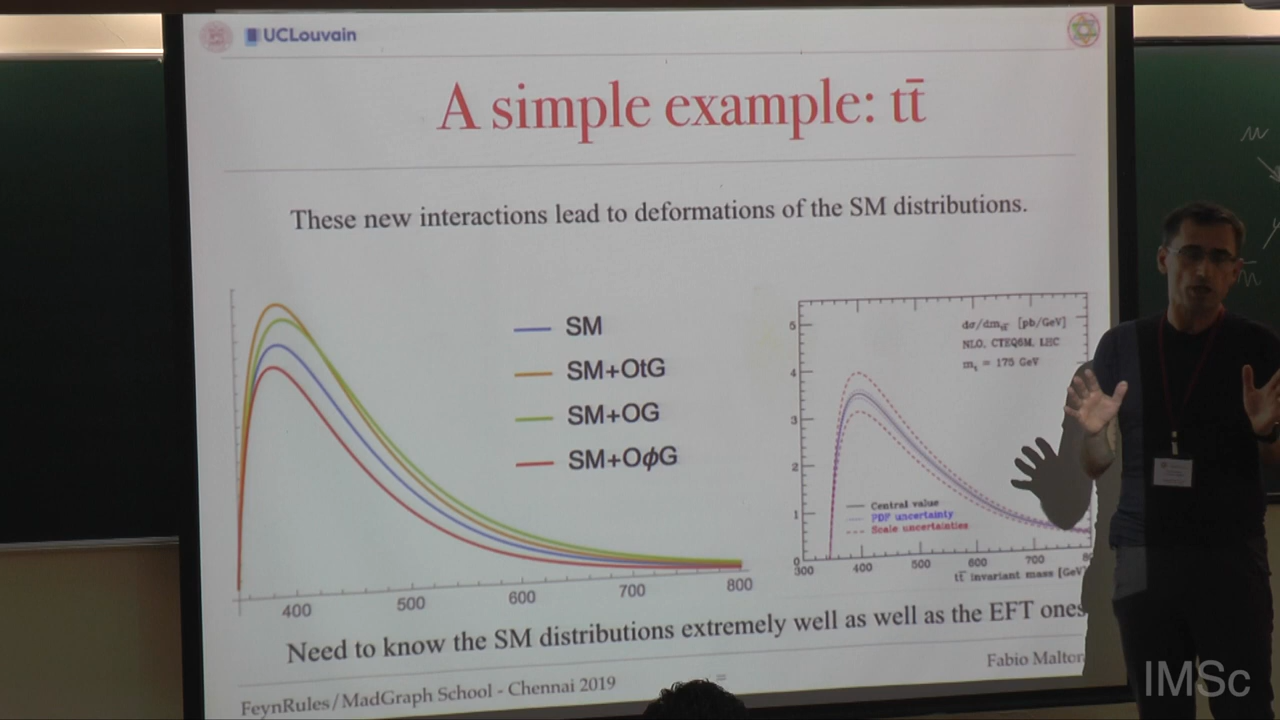 UCLouvain
A simple example: tt̄
These new interactions lead to deformations of the SM distributions.
SM
SM+OtG
SM+OG
SM+OϕG
400
500
600
700
800
dσ/dm_tt̄ [pb/GeV]
NLO, CTEQ6M, LHC
m_t = 175 GeV
5
4
3
2
1
0
Central value
PDF uncertainty
Scale uncertainties
300
400
500
600
700
tt̄ invariant mass [GeV
Need to know the SM distributions extremely well as well as the EFT ones
FeynRules/MadGraph School - Chennai 2019
Fabio Malton
IMSc